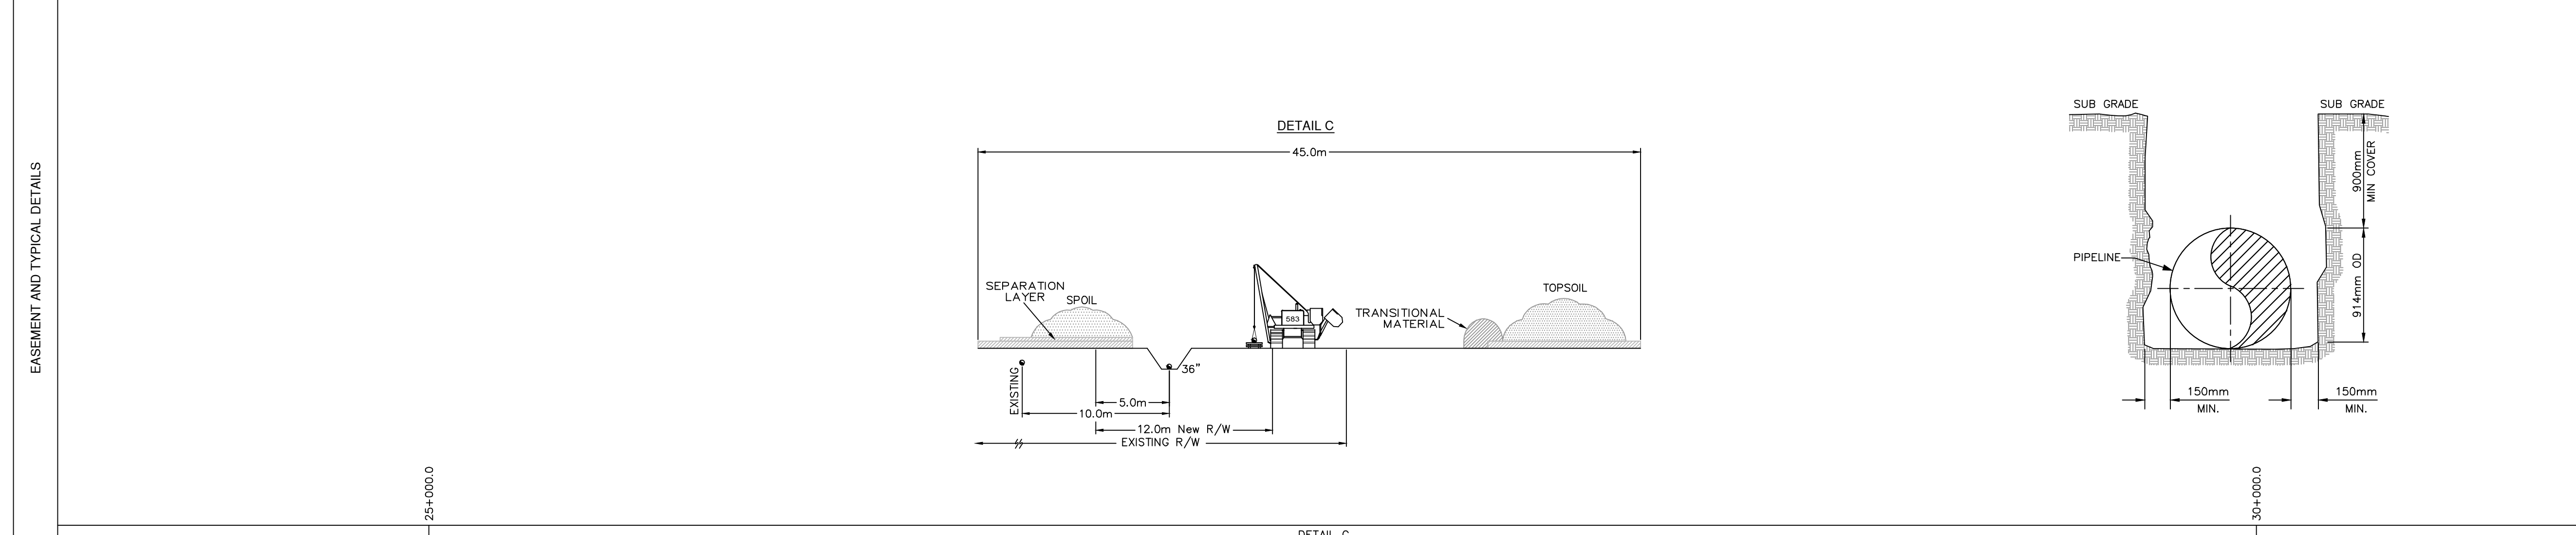 EASEMENT AND TYPICAL DETAILS
DETAIL C
45.0m
SEPARATION
LAYER
SPOIL
583
TRANSITIONAL
MATERIAL
TOPSOIL
EXISTING
36"
5.0m
10.0m
12.0m New R/W
EXISTING R/W
SUB GRADE
SUB GRADE
900mm
MIN COVER
PIPELINE
914mm OD
150mm
MIN.
150mm
MIN.
25+000.0
30+000.0
DETAIL C